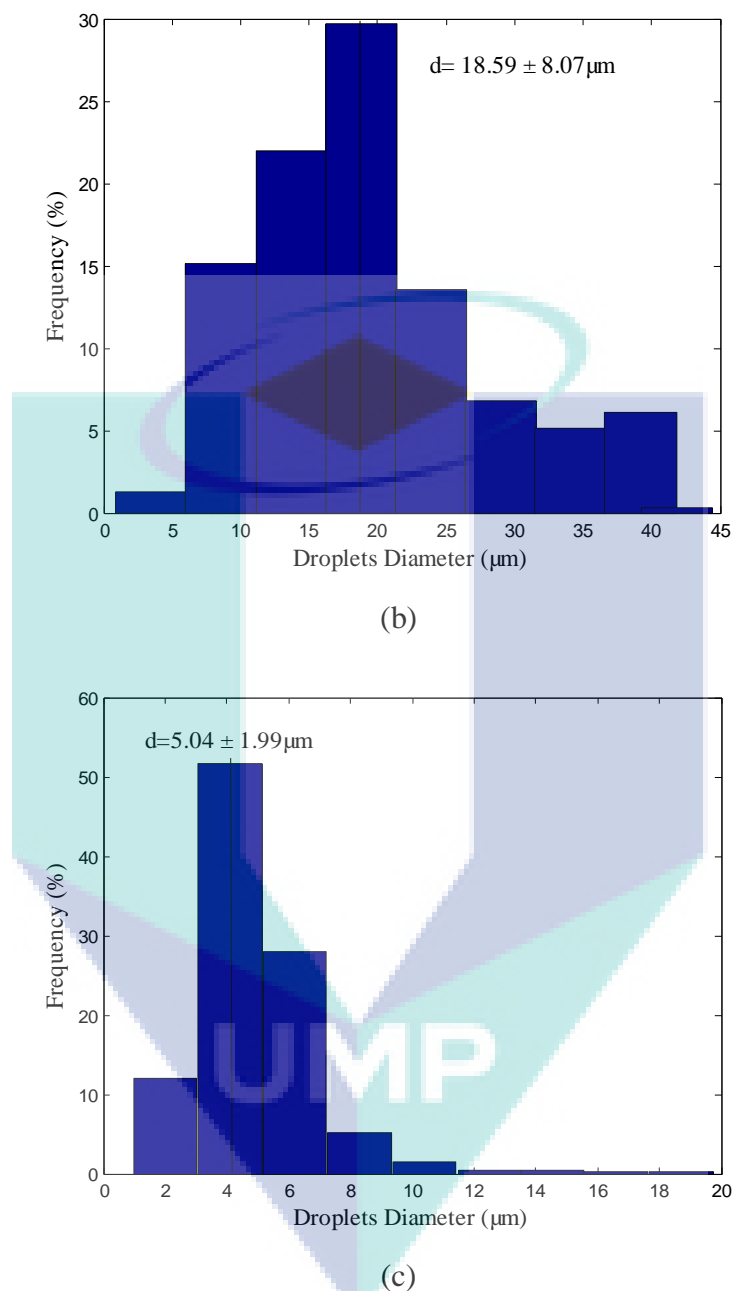 30
d= 18.59 ± 8.07µm
25
20
15
10
5
0
Frequency (%)
0 5 10 15 20 25 30 35 40 45
Droplets Diameter (µm)
(b)
60
d=5.04 ± 1.99µm
50
40
30
20
10
0
Frequency (%)
UMP
0 2 4 6 8 10 12 14 16 18 20
Droplets Diameter (µm)
(c)